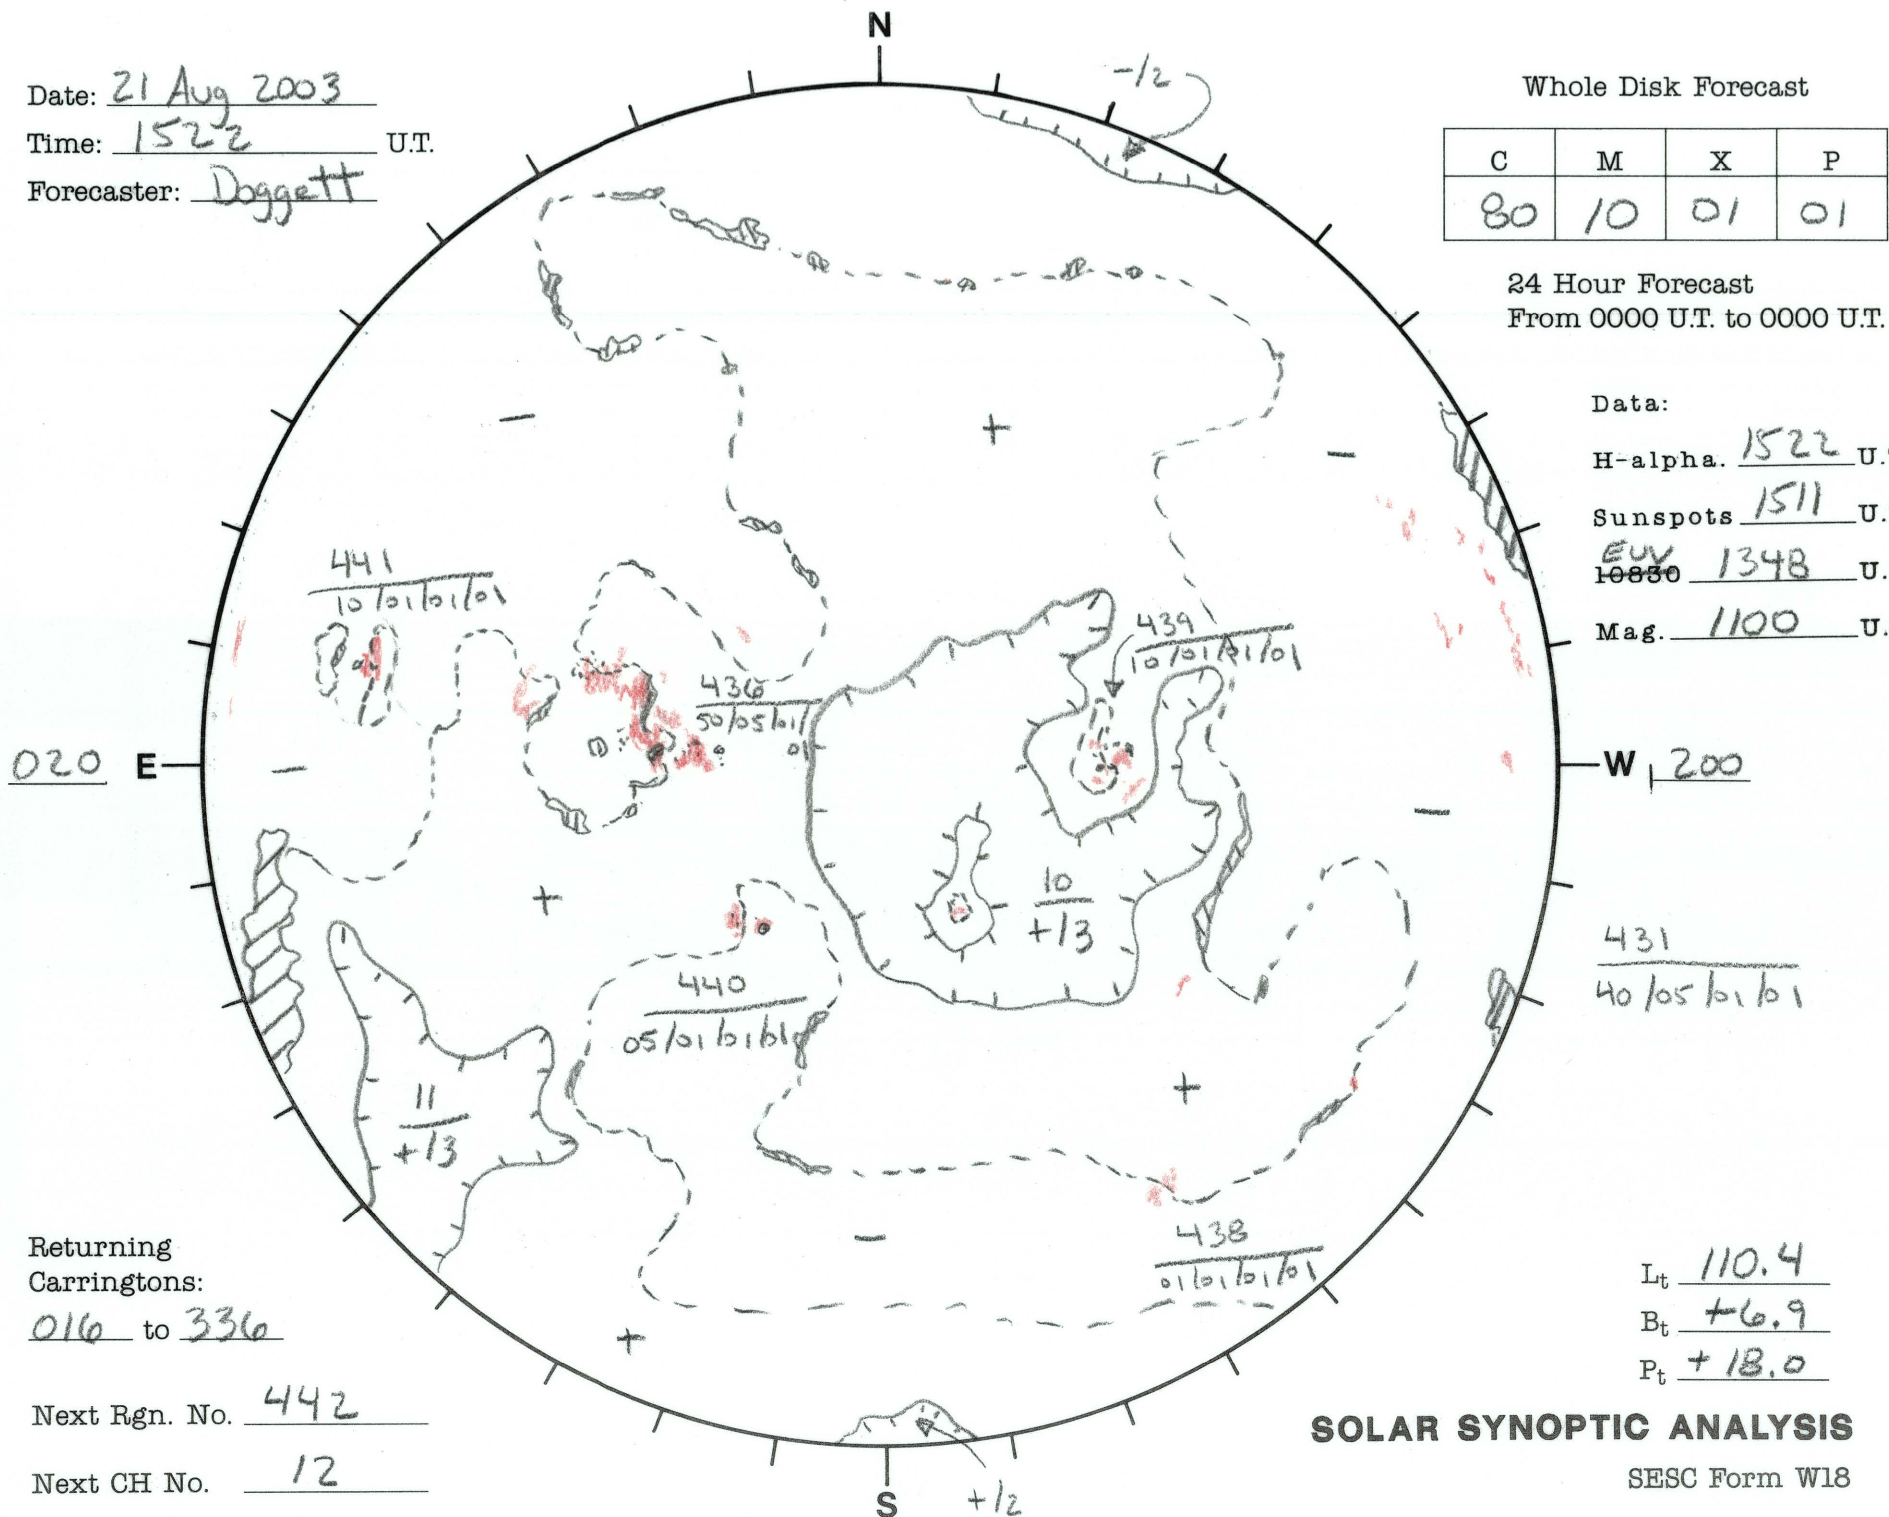 N
Date: 21 Aug 2003
Time: 1522 U.T.
Forecaster: Doggett
-/2
Whole Disk Forecast
C M X P
80 10 01 01
24 Hour Forecast
From 0000 U.T. to 0000 U.T.
Data:
H-alpha. 1522 U.
Sunspots 1511 U.
EUV
10830 1348 U.
Mag. 1100 U.
441
10/01/01/01
439
10/01/01/01
436
50/05/01/
020 E
W 200
10
+/3
431
40/05/01/01
440
05/01/01/01
11
+/3
438
01/01/01/01
Returning
Carringtons:
016 to 336
Lt 110.4
Bt +6.9
Pt +18.0
Next Rgn. No. 442
Next CH No. 12
SOLAR SYNOPTIC ANALYSIS
SESC Form W18
S
+/2